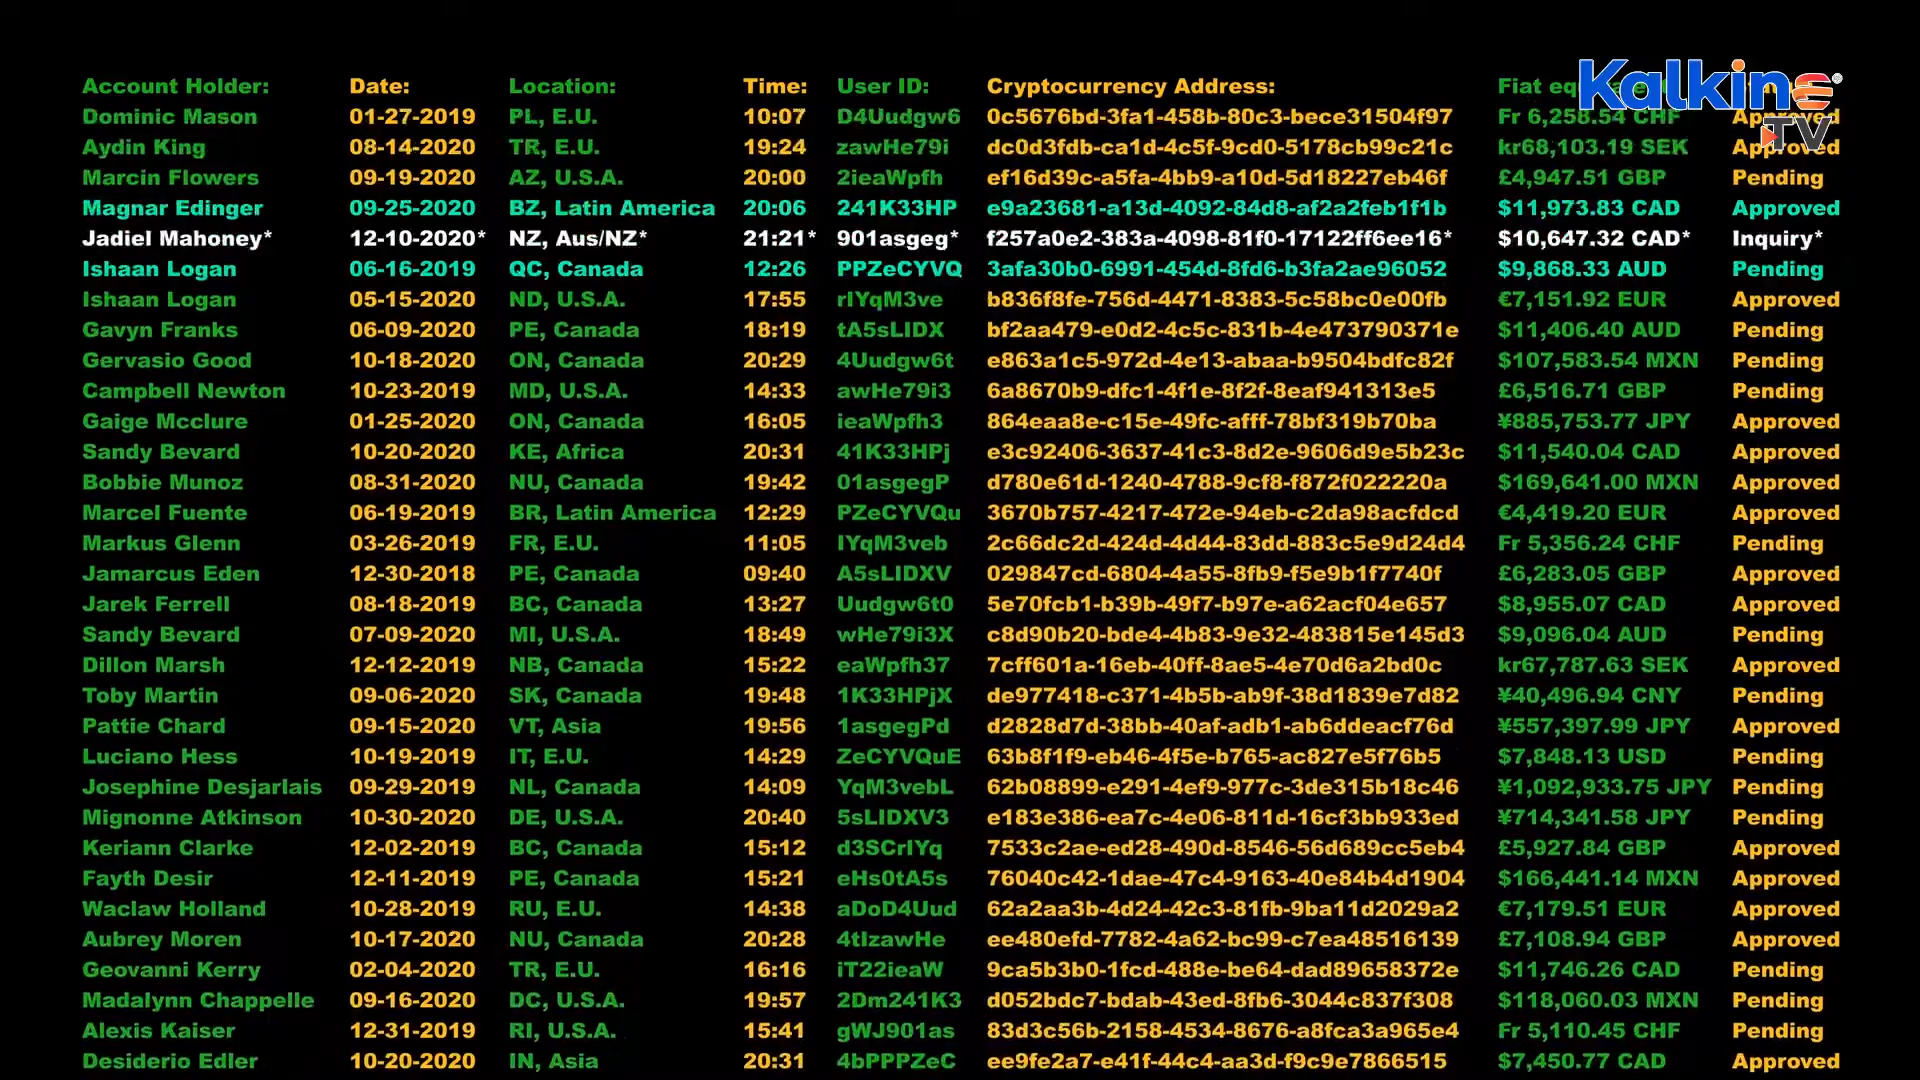 Kalkine®
TV
Account Holder: Date: Location: Time: User ID: Cryptocurrency Address: Fiat
Dominic Mason 01-27-2019 PL, E.U. 10:07 D4Uudgw6 0c5676bd-3fa1-458b-80c3-bece31504f97 Fr 6,258.54 CHF Approved
Aydin King 08-14-2020 TR, E.U. 19:24 zawHe79i dc0d3fdb-ca1d-4c5f-9cd0-5178cb99c21c kr68,103.19 SEK Approved
Marcin Flowers 09-19-2020 AZ, U.S.A. 20:00 2ieaWpfh ef16d39c-a5fa-4bb9-a10d-5d18227eb46f £4,947.51 GBP Pending
Magnar Edinger 09-25-2020 BZ, Latin America 20:06 241K33HP e9a23681-a13d-4092-84d8-af2a2feb1f1b $11,973.83 CAD Approved
Jadiel Mahoney* 12-10-2020* NZ, Aus/NZ* 21:21* 901asgeg* f257a0e2-383a-4098-81f0-17122ff6ee16* $10,647.32 CAD* Inquiry*
Ishaan Logan 06-16-2019 QC, Canada 12:26 PPZeCYVQ 3afa30b0-6991-454d-8fd6-b3fa2ae96052 $9,868.33 AUD Pending
Ishaan Logan 05-15-2020 ND, U.S.A. 17:55 rIYqM3ve b836f8fe-756d-4471-8383-5c58bc0e00fb €7,151.92 EUR Approved
Gavyn Franks 06-09-2020 PE, Canada 18:19 tA5sLIDX bf2aa479-e0d2-4c5c-831b-4e473790371e $11,406.40 AUD Pending
Gervasio Good 10-18-2020 ON, Canada 20:29 4Uudgw6t e863a1c5-972d-4e13-abaa-b9504bdfc82f $107,583.54 MXN Pending
Campbell Newton 10-23-2019 MD, U.S.A. 14:33 awHe79i3 6a8670b9-dfc1-4f1e-8f2f-8eaf941313e5 £6,516.71 GBP Pending
Gaige Mcclure 01-25-2020 ON, Canada 16:05 ieaWpfh3 864eaa8e-c15e-49fc-afff-78bf319b70ba ¥885,753.77 JPY Approved
Sandy Bevard 10-20-2020 KE, Africa 20:31 41K33HPj e3c92406-3637-41c3-8d2e-9606d9e5b23c $11,540.04 CAD Approved
Bobbie Munoz 08-31-2020 NU, Canada 19:42 01asgegP d780e61d-1240-4788-9cf8-f872f022220a $169,641.00 MXN Approved
Marcel Fuente 06-19-2019 BR, Latin America 12:29 PZeCYVQu 3670b757-4217-472e-94eb-c2da98acfdcd €4,419.20 EUR Approved
Markus Glenn 03-26-2019 FR, E.U. 11:05 IYqM3veb 2c66dc2d-424d-4d44-83dd-883c5e9d24d4 Fr 5,356.24 CHF Pending
Jamarcus Eden 12-30-2018 PE, Canada 09:40 A5sLIDXV 029847cd-6804-4a55-8fb9-f5e9b1f7740f £6,283.05 GBP Approved
Jarek Ferrell 08-18-2019 BC, Canada 13:27 Uudgw6t0 5e70fcb1-b39b-49f7-b97e-a62acf04e657 $8,955.07 CAD Approved
Sandy Bevard 07-09-2020 MI, U.S.A. 18:49 wHe79i3X c8d90b20-bde4-4b83-9e32-483815e145d3 $9,096.04 AUD Pending
Dillon Marsh 12-12-2019 NB, Canada 15:22 eaWpfh37 7cff601a-16eb-40ff-8ae5-4e70d6a2bd0c kr67,787.63 SEK Approved
Toby Martin 09-06-2020 SK, Canada 19:48 1K33HPjX de977418-c371-4b5b-ab9f-38d1839e7d82 ¥40,496.94 CNY Pending
Pattie Chard 09-15-2020 VT, Asia 19:56 1asgegPd d2828d7d-38bb-40af-adb1-ab6ddeacf76d ¥557,397.99 JPY Approved
Luciano Hess 10-19-2019 IT, E.U. 14:29 ZeCYVQuE 63b8f1f9-eb46-4f5e-b765-ac827e5f76b5 $7,848.13 USD Pending
Josephine Desjarlais 09-29-2019 NL, Canada 14:09 YqM3vebL 62b08899-e291-4ef9-977c-3de315b18c46 ¥1,092,933.75 JPY Pending
Mignonne Atkinson 10-30-2020 DE, U.S.A. 20:40 5sLIDXV3 e183e386-ea7c-4e06-811d-16cf3bb933ed ¥714,341.58 JPY Pending
Keriann Clarke 12-02-2019 BC, Canada 15:12 d3SCrIYq 7533c2ae-ed28-490d-8546-56d689cc5eb4 £5,927.84 GBP Approved
Fayth Desir 12-11-2019 PE, Canada 15:21 eHs0tA5s 76040c42-1dae-47c4-9163-40e84b4d1904 $166,441.14 MXN Approved
Waclaw Holland 10-28-2019 RU, E.U. 14:38 aDoD4Uud 62a2aa3b-4d24-42c3-81fb-9ba11d2029a2 €7,179.51 EUR Approved
Aubrey Moren 10-17-2020 NU, Canada 20:28 4tIzawHe ee480efd-7782-4a62-bc99-c7ea48516139 £7,108.94 GBP Approved
Geovanni Kerry 02-04-2020 TR, E.U. 16:16 iT22ieaW 9ca5b3b0-1fcd-488e-be64-dad89658372e $11,746.26 CAD Pending
Madalynn Chappelle 09-16-2020 DC, U.S.A. 19:57 2Dm241K3 d052bdc7-bdab-43ed-8fb6-3044c837f308 $118,060.03 MXN Pending
Alexis Kaiser 12-31-2019 RI, U.S.A. 15:41 gWJ901as 83d3c56b-2158-4534-8676-a8fca3a965e4 Fr 5,110.45 CHF Pending
Desiderio Edler 10-20-2020 IN, Asia 20:31 4bPPPZeC ee9fe2a7-e41f-44c4-aa3d-f9c9e7866515 $7,450.77 CAD Approved